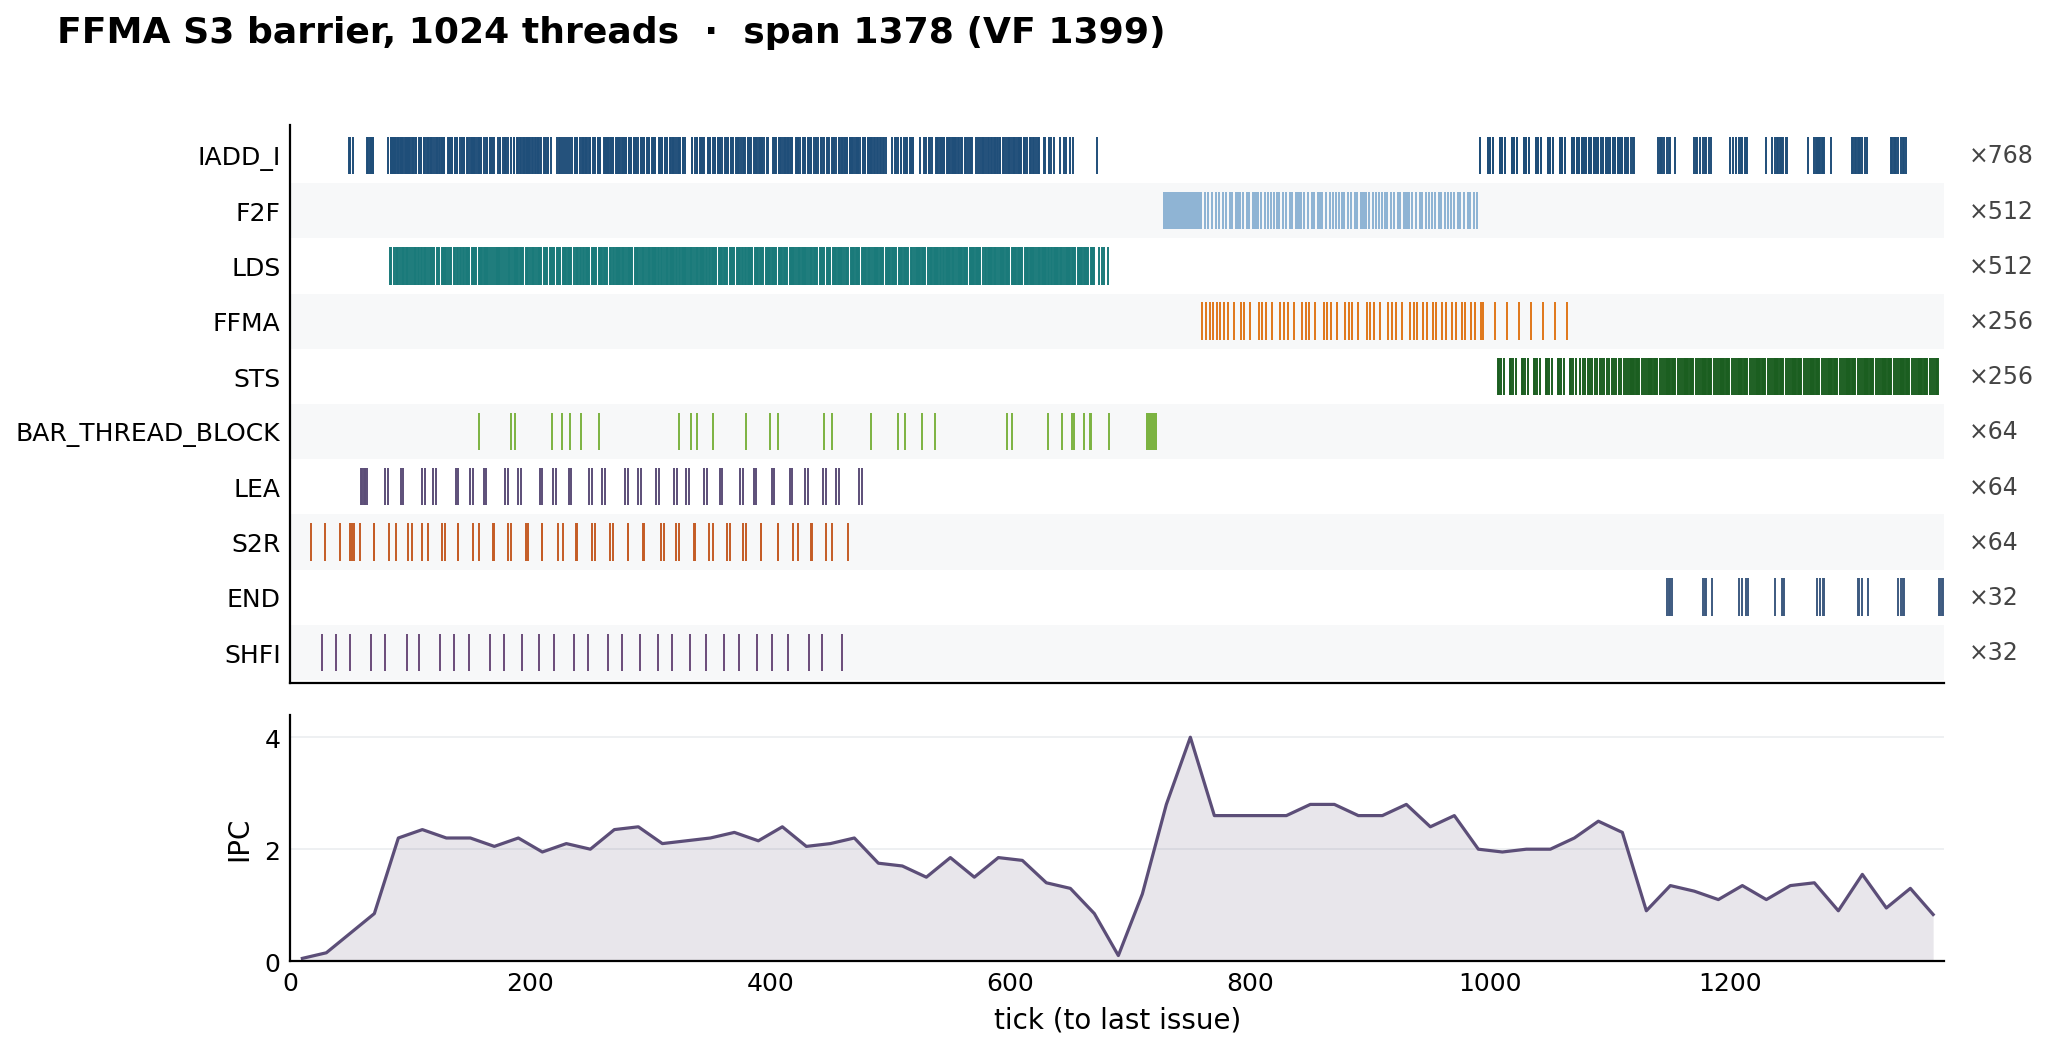 FFMA S3 barrier, 1024 threads · span 1378 (VF 1399)
IADD_I ×768
F2F ×512
LDS ×512
FFMA ×256
STS ×256
BAR_THREAD_BLOCK ×64
LEA ×64
S2R ×64
END ×32
SHFI ×32
4
2
0
IPC
0 200 400 600 800 1000 1200
tick (to last issue)